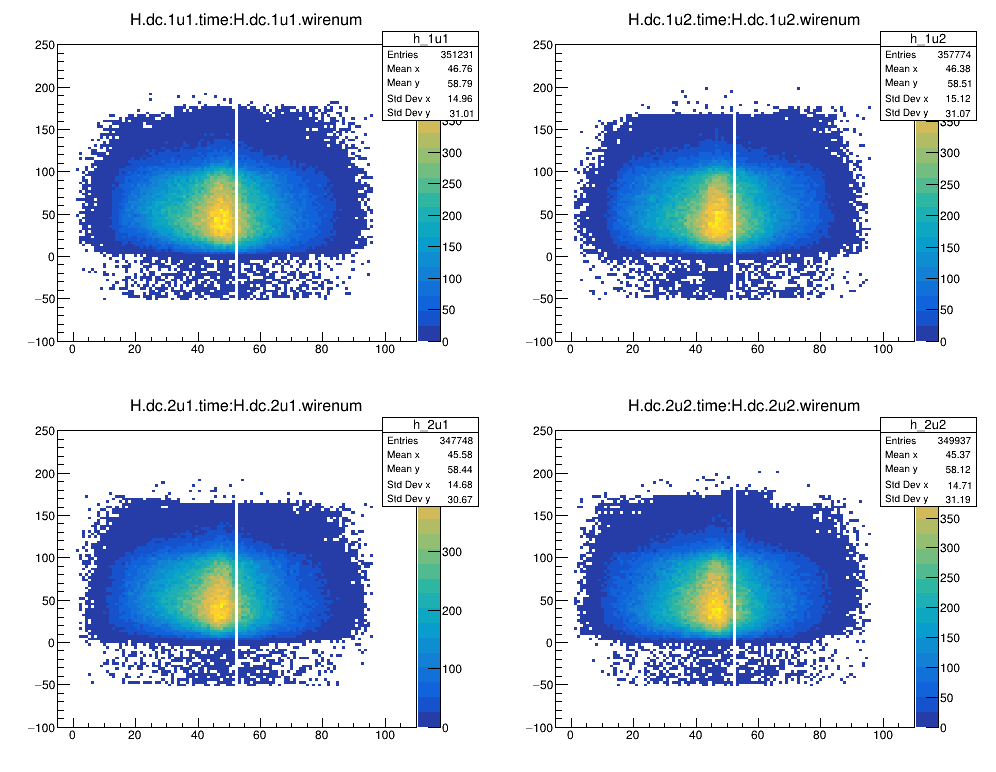 H.dc.1u1.time:H.dc.1u1.wirenum
h_1u1
Entries 351231
Mean x 46.76
Mean y 58.79
Std Dev x 14.96
Std Dev y 31.01
250
200
150
100
50
0
−50
−100
0 20 40 60 80 100
350
300
250
200
150
100
50
0
H.dc.1u2.time:H.dc.1u2.wirenum
h_1u2
Entries 357774
Mean x 46.38
Mean y 58.51
Std Dev x 15.12
Std Dev y 31.07
250
200
150
100
50
0
−50
−100
0 20 40 60 80 100
350
300
250
200
150
100
50
0
H.dc.2u1.time:H.dc.2u1.wirenum
h_2u1
Entries 347748
Mean x 45.58
Mean y 58.44
Std Dev x 14.68
Std Dev y 30.67
250
200
150
100
50
0
−50
−100
0 20 40 60 80 100
300
200
100
0
H.dc.2u2.time:H.dc.2u2.wirenum
h_2u2
Entries 349937
Mean x 45.37
Mean y 58.12
Std Dev x 14.71
Std Dev y 31.19
250
200
150
100
50
0
−50
−100
0 20 40 60 80 100
350
300
250
200
150
100
50
0